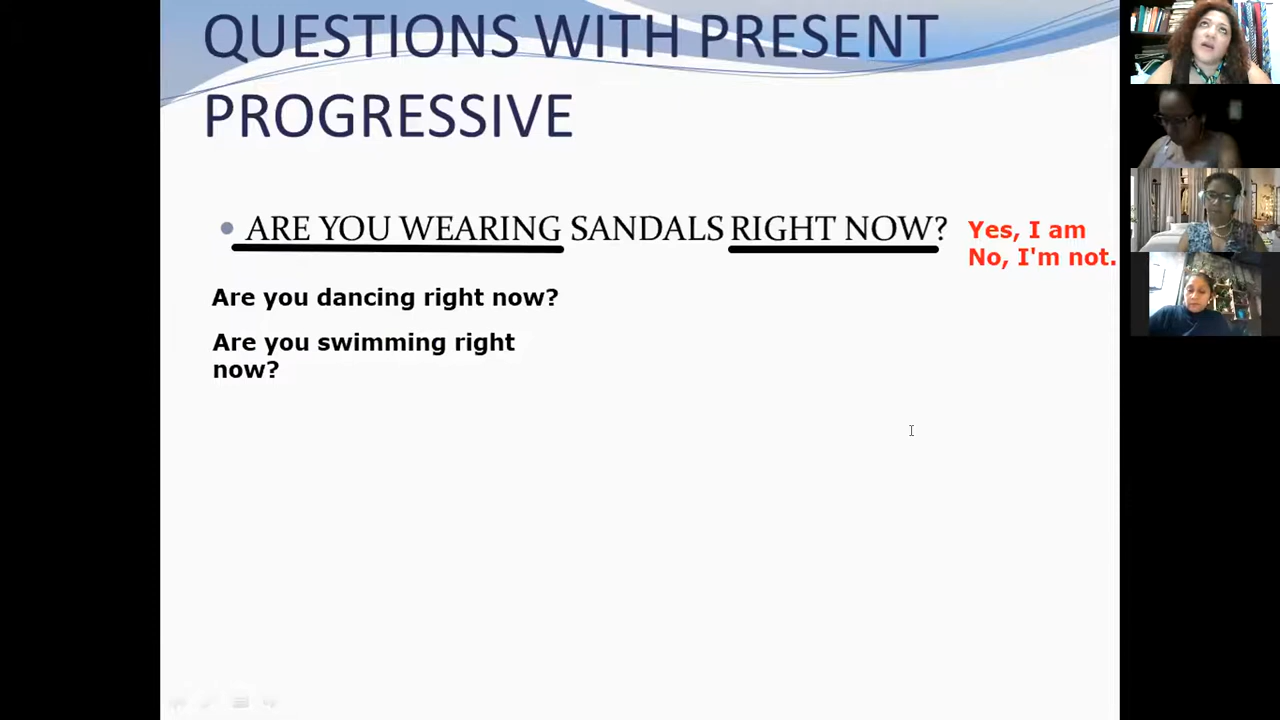 QUESTIONS WITH PRESENT
PROGRESSIVE
ARE YOU WEARING SANDALS RIGHT NOW?
Yes, I am
No, I'm not.
Are you dancing right now?
Are you swimming right
now?